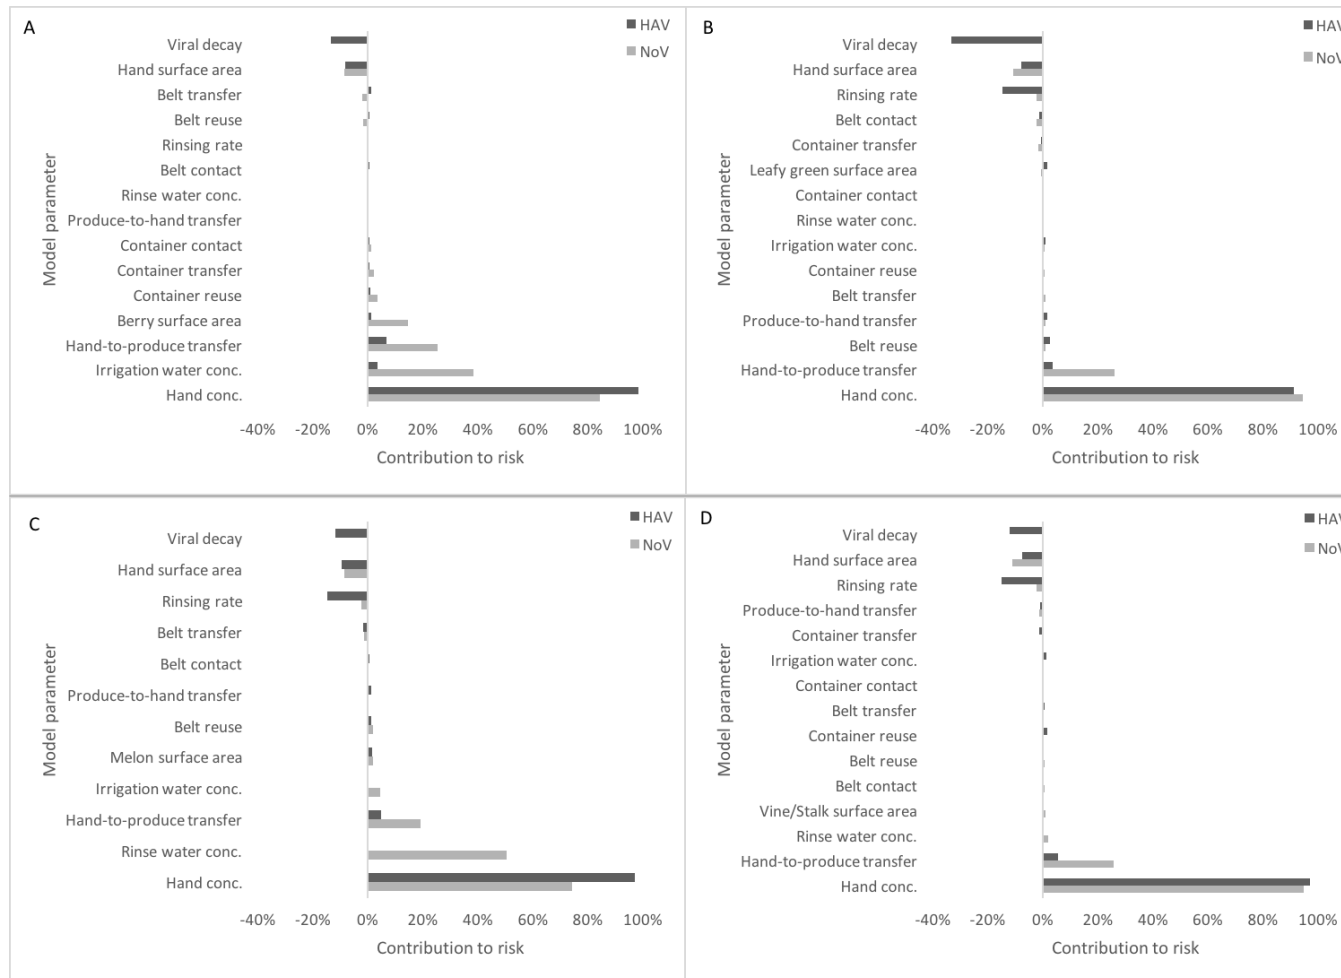 A
HAV
NoV
Viral decay
Hand surface area
Belt transfer
Belt reuse
Rinsing rate
Belt contact
Rinse water conc.
Produce-to-hand transfer
Container contact
Container transfer
Container reuse
Berry surface area
Hand-to-produce transfer
Irrigation water conc.
Hand conc.
Model parameter
-40% -20% 0% 20% 40% 60% 80% 100%
Contribution to risk
B
HAV
NoV
Viral decay
Hand surface area
Rinsing rate
Belt contact
Container transfer
Leafy green surface area
Container contact
Rinse water conc.
Irrigation water conc.
Container reuse
Belt transfer
Produce-to-hand transfer
Belt reuse
Hand-to-produce transfer
Hand conc.
Model parameter
-40% -20% 0% 20% 40% 60% 80% 100%
Contribution to risk
C
HAV
NoV
Viral decay
Hand surface area
Rinsing rate
Belt transfer
Belt contact
Produce-to-hand transfer
Belt reuse
Melon surface area
Irrigation water conc.
Hand-to-produce transfer
Rinse water conc.
Hand conc.
Model parameter
-40% -20% 0% 20% 40% 60% 80% 100%
Contribution to risk
D
HAV
NoV
Viral decay
Hand surface area
Rinsing rate
Produce-to-hand transfer
Container transfer
Irrigation water conc.
Container contact
Belt transfer
Container reuse
Belt reuse
Belt contact
Vine/Stalk surface area
Rinse water conc.
Hand-to-produce transfer
Hand conc.
Model parameter
-40% -20% 0% 20% 40% 60% 80% 100%
Contribution to risk